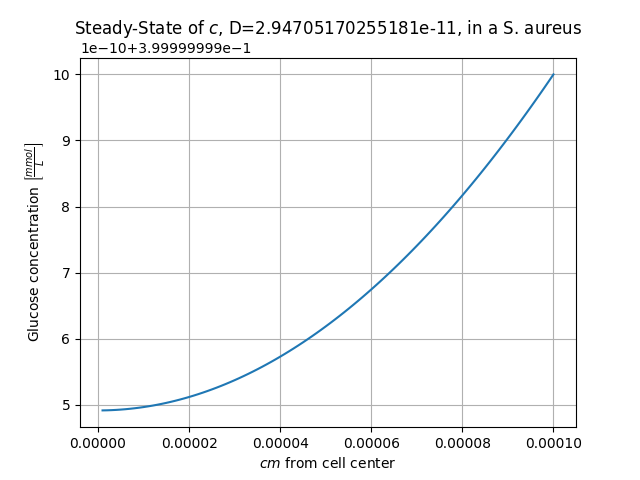 Steady-State of c, D=2.94705170255181e-11, in a S. aureus
1e−10+3.99999999e−1
10
9
8
7
6
5
Glucose concentration [mmol/L]
0.00000 0.00002 0.00004 0.00006 0.00008 0.00010
cm from cell center